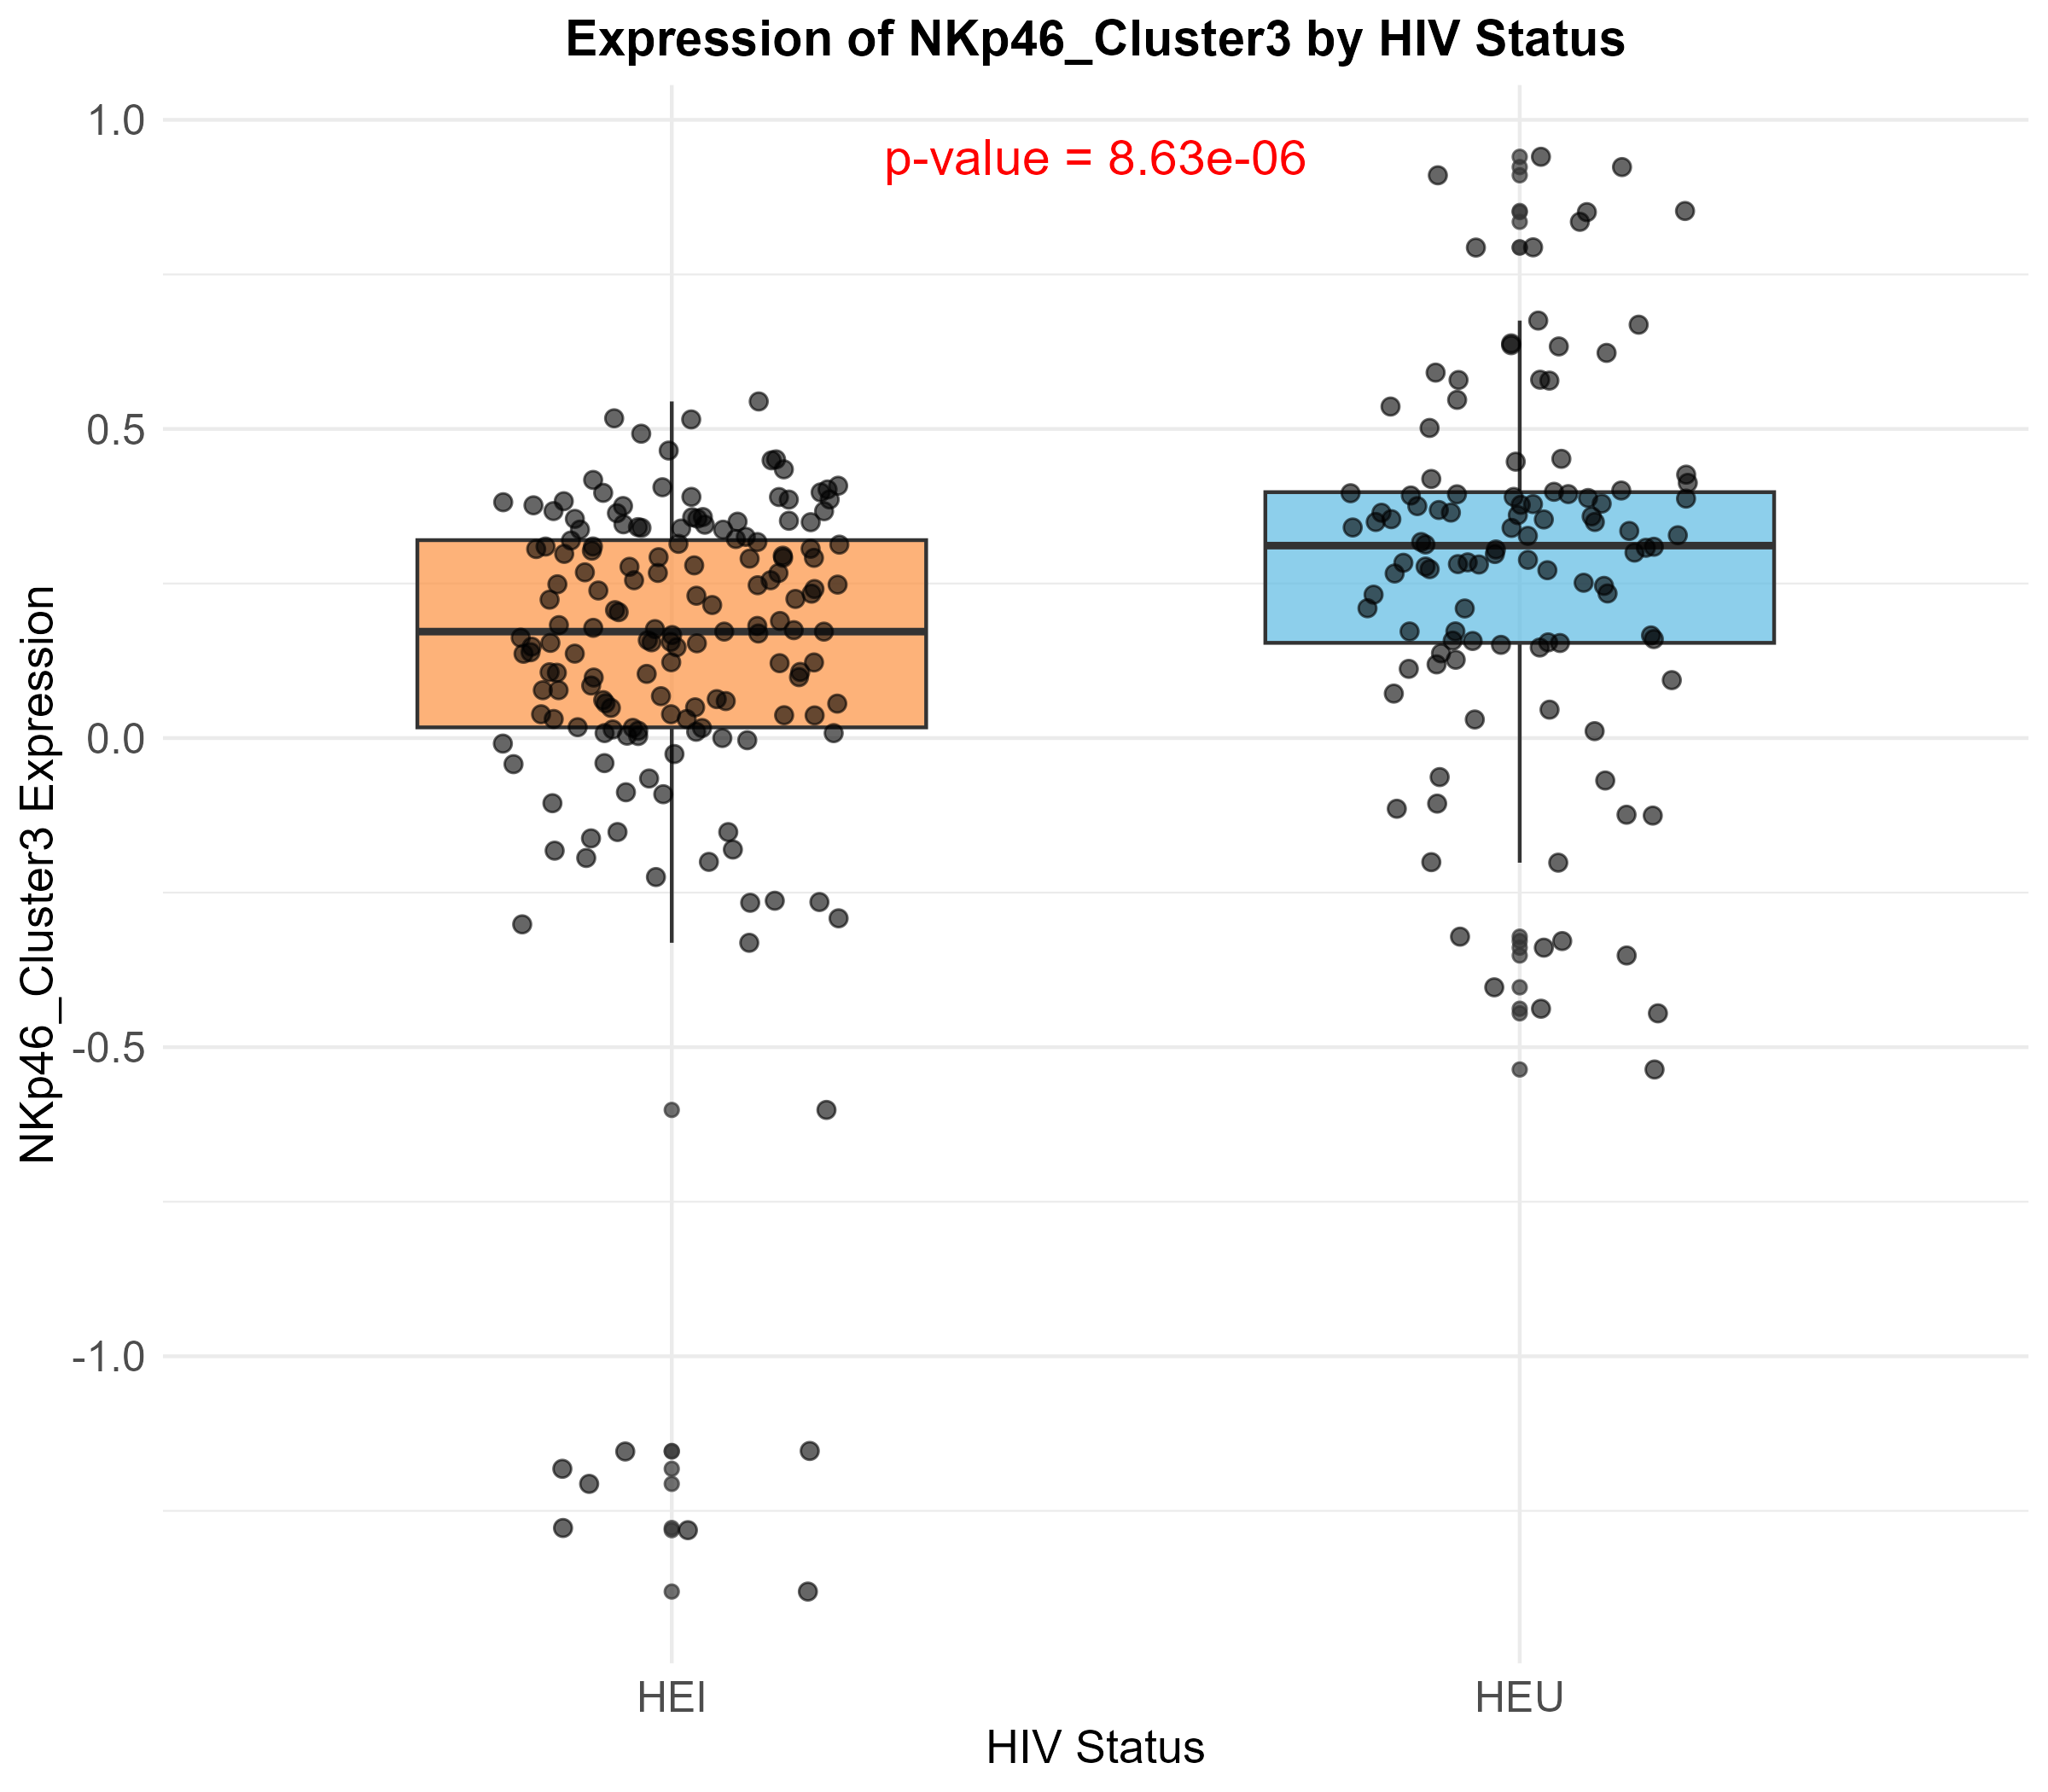 Expression of NKp46_Cluster3 by HIV Status
p-value = 8.63e-06
1.0
0.5
0.0
-0.5
-1.0
NKp46_Cluster3 Expression
HEI
HEU
HIV Status